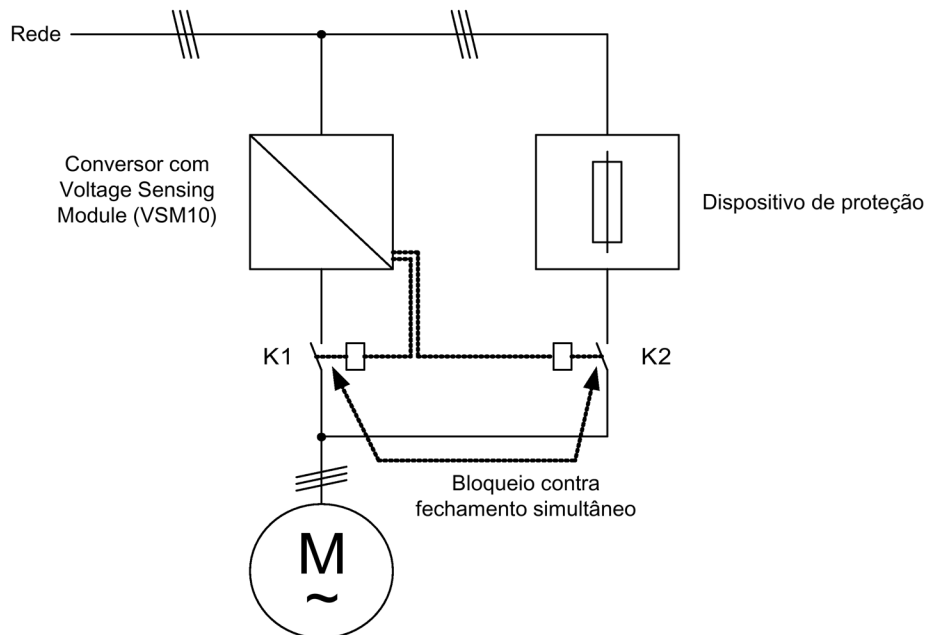 Rede
Conversor com
Voltage Sensing
Module (VSM10)
Dispositivo de proteção
K1
K2
Bloqueio contra
fechamento simultâneo
M
~